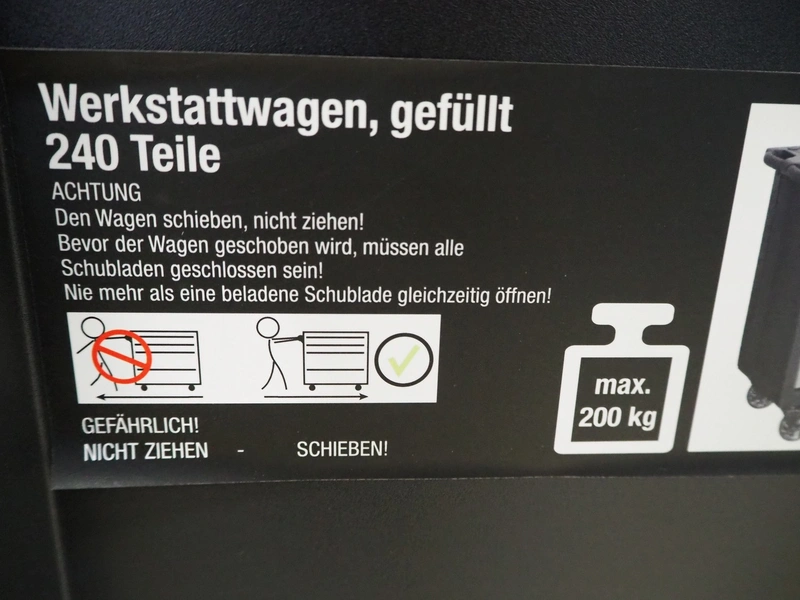 Werkstattwagen, gefüllt
240 Teile
ACHTUNG
Den Wagen schieben, nicht ziehen!
Bevor der Wagen geschoben wird, müssen alle
Schubladen geschlossen sein!
Nie mehr als eine beladene Schublade gleichzeitig öffnen!
GEFÄHRLICH!
NICHT ZIEHEN - SCHIEBEN!
max.
200 kg